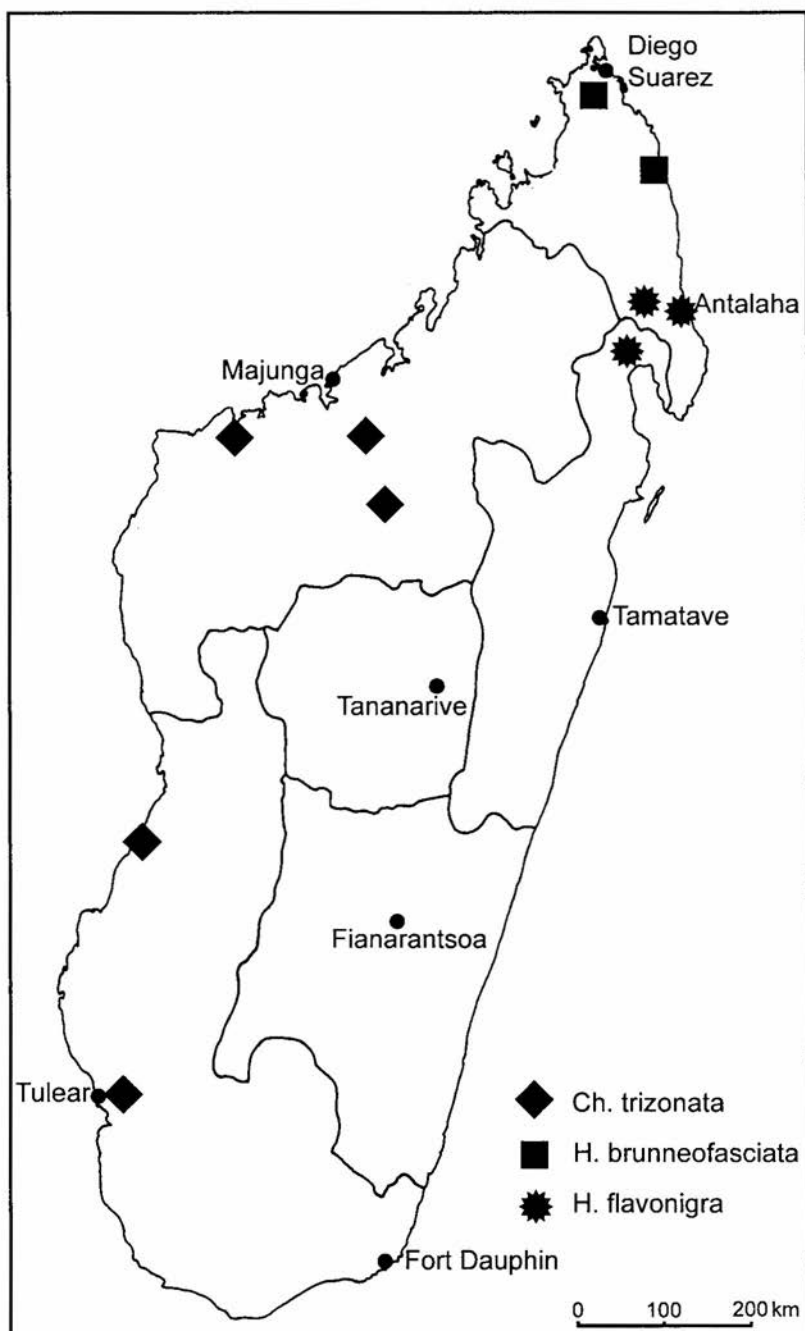 Diego
Suarez
Antalaha
Majunga
Tamatave
Tananarive
Fianarantsoa
Tulear
Ch. trizonata
H. brunneofasciata
H. flavonigra
Fort Dauphin
0 100 200 km